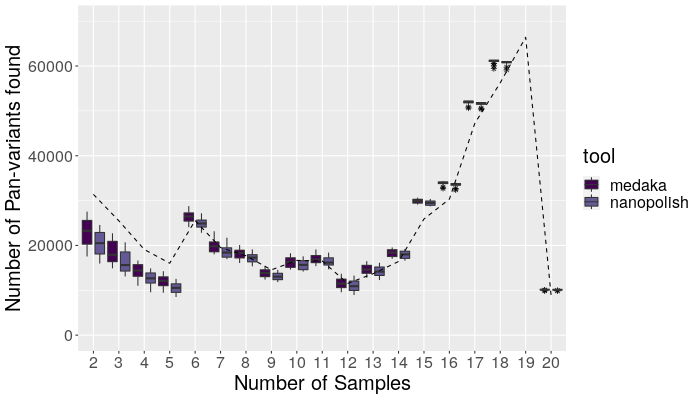 Number of Pan-variants found
60000
40000
20000
0
2 3 4 5 6 7 8 9 10 11 12 13 14 15 16 17 18 19 20
Number of Samples
tool
medaka
nanopolish